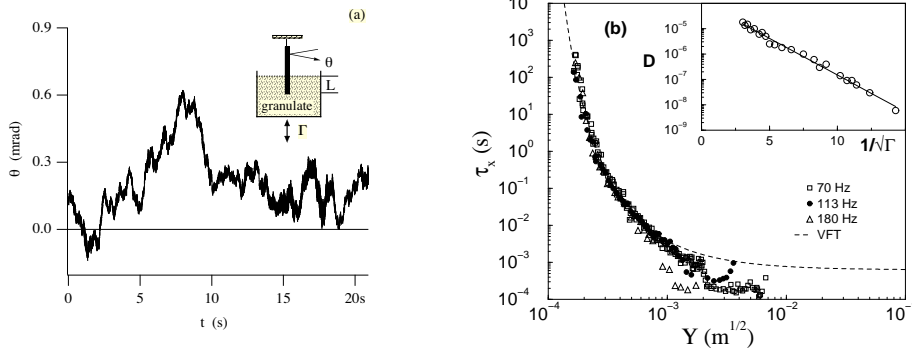 (a)
0.9
0.6
0.3
0.0
θ (mrad)
0
5
10
15
20s
t (s)
θ
L
granulate
Γ
(b)
10³
10²
10¹
10⁰
10⁻¹
10⁻²
10⁻³
10⁻⁴
τₓ (s)
10⁻⁴
10⁻³
10⁻²
10⁻¹
Y (m^{1/2})
70 Hz
113 Hz
180 Hz
VFT
D
10⁻⁵
10⁻⁶
10⁻⁷
10⁻⁸
10⁻⁹
0
5
10
1/√Γ